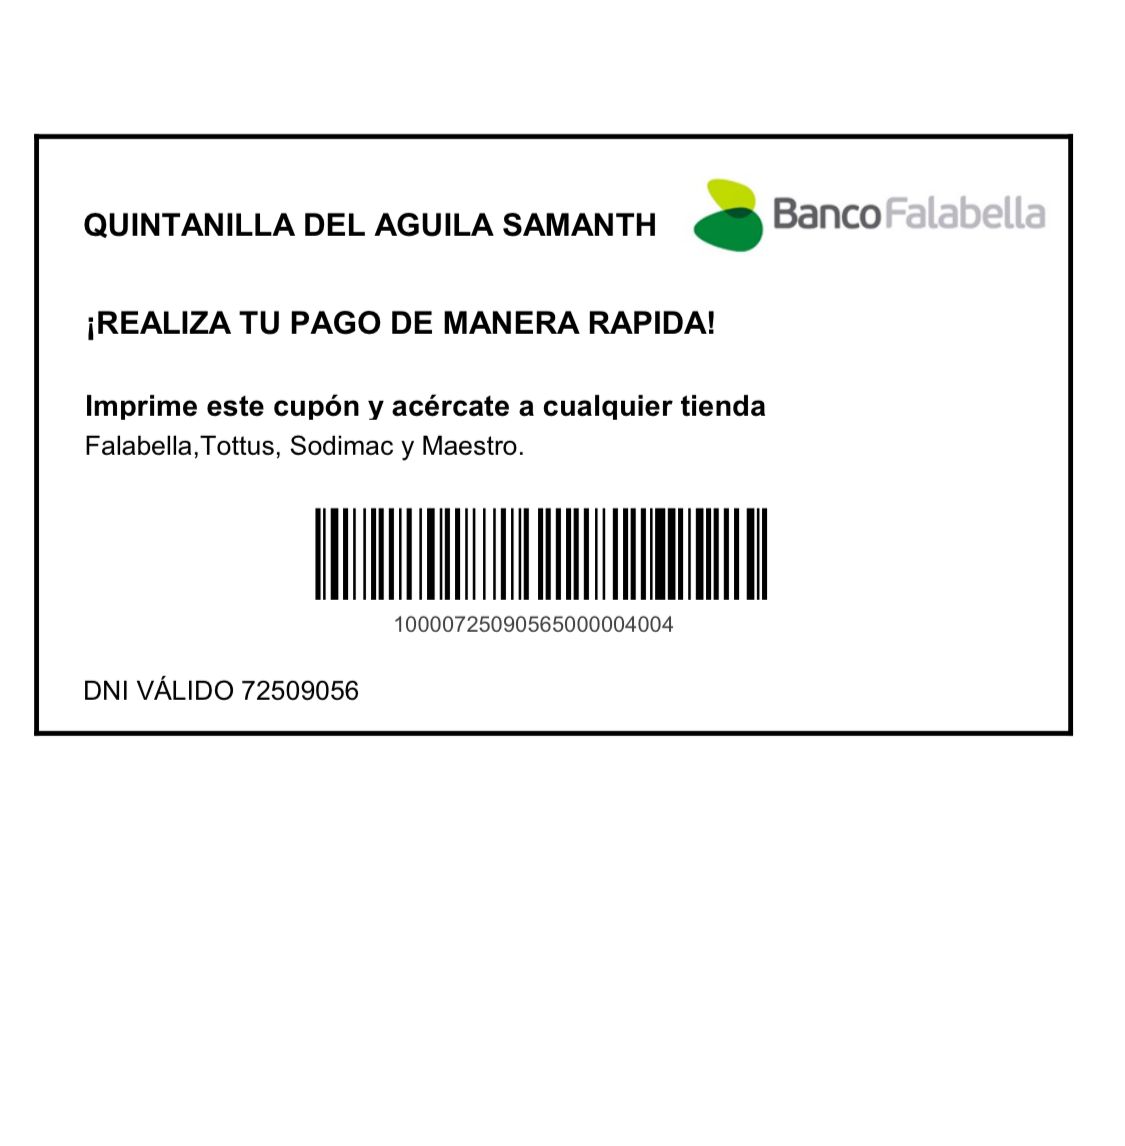 QUINTANILLA DEL AGUILA SAMANTH
BancoFalabella
¡REALIZA TU PAGO DE MANERA RAPIDA!
Imprime este cupón y acércate a cualquier tienda
Falabella,Tottus, Sodimac y Maestro.
10000725090565000004004
DNI VÁLIDO 72509056